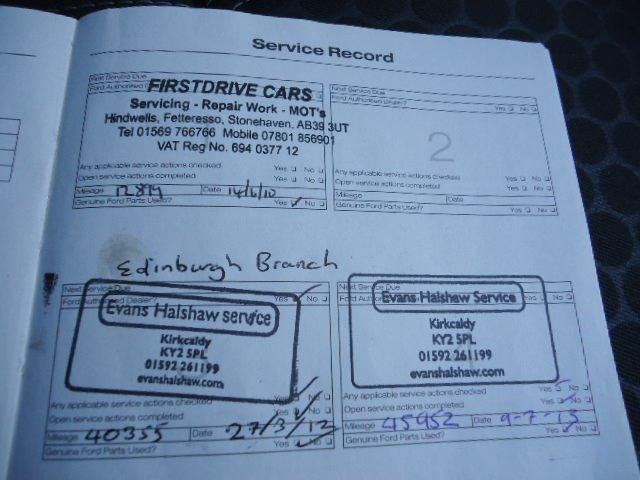 Service Record
Next Service Due
Ford Authorised
FIRSTDRIVE CARS
Servicing - Repair Work - MOT's
Hindwells, Fetteresso, Stonehaven, AB39 3UT
Tel 01569 766766 Mobile 07801 856901
VAT Reg No. 694 0377 12
Any applicable service actions checked Yes No
Open service actions completed Yes No
Mileage Date
Genuine Ford Parts Used? Yes No
Next Service Due
Ford Authorised Dealer? Yes No
2
Any applicable service actions checked Yes No
Open service actions completed Yes No
Mileage Date
Genuine Ford Parts Used? Yes No
Edinburgh Branch
Next Service Due
Ford Authorised Dealer? Yes No
Evans Halshaw service
Kirkcaldy
KY2 5PL
01592 261199
evanshalshaw.com
Any applicable service actions checked Yes No
Open service actions completed Yes No
Mileage 40355 Date 27/3/12
Genuine Ford Parts Used? Yes No
Next Service Due
Ford Yes No
Evans Halshaw Service
Kirkcaldy
KY2 5PL
01592 261199
evanshalshaw.com
Any applicable service actions checked Yes No
Open service actions completed Yes No
Mileage 45952 Date 9-7-13
Genuine Ford Parts Used? Yes No